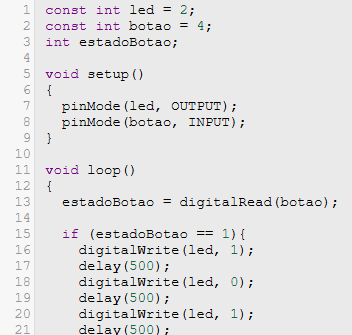 1 const int led = 2;
2 const int botao = 4;
3 int estadoBotao;
4
5 void setup()
6 {
7   pinMode(led, OUTPUT);
8   pinMode(botao, INPUT);
9 }
10
11 void loop()
12 {
13   estadoBotao = digitalRead(botao);
14
15   if (estadoBotao == 1){
16     digitalWrite(led, 1);
17     delay(500);
18     digitalWrite(led, 0);
19     delay(500);
20     digitalWrite(led, 1);
21     delay(500);